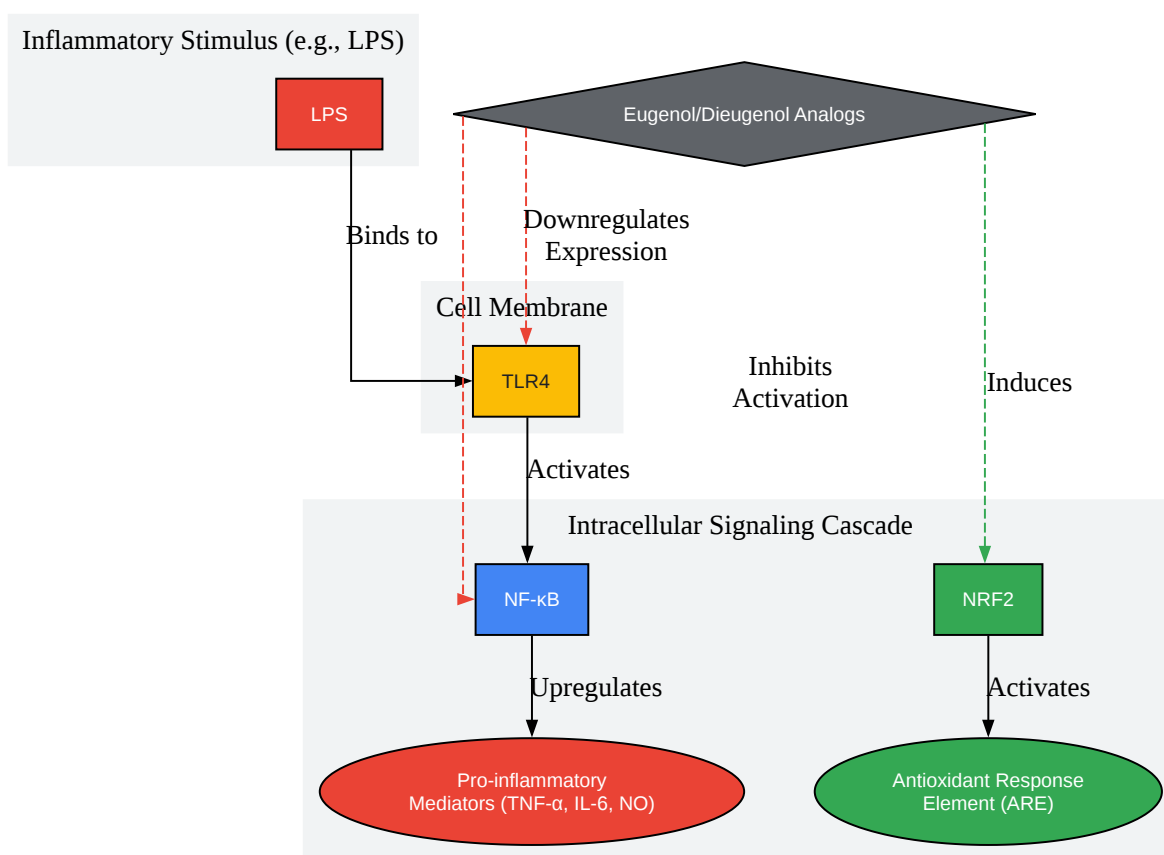 Inflammatory Stimulus (e.g., LPS)
LPS
Eugenol/Dieugenol Analogs
Binds to
Downregulates
Expression
Cell Membrane
TLR4
Inhibits
Activation
Induces
Activates
Intracellular Signaling Cascade
NF-κB
NRF2
Upregulates
Activates
Pro-inflammatory
Mediators (TNF-α, IL-6, NO)
Antioxidant Response
Element (ARE)